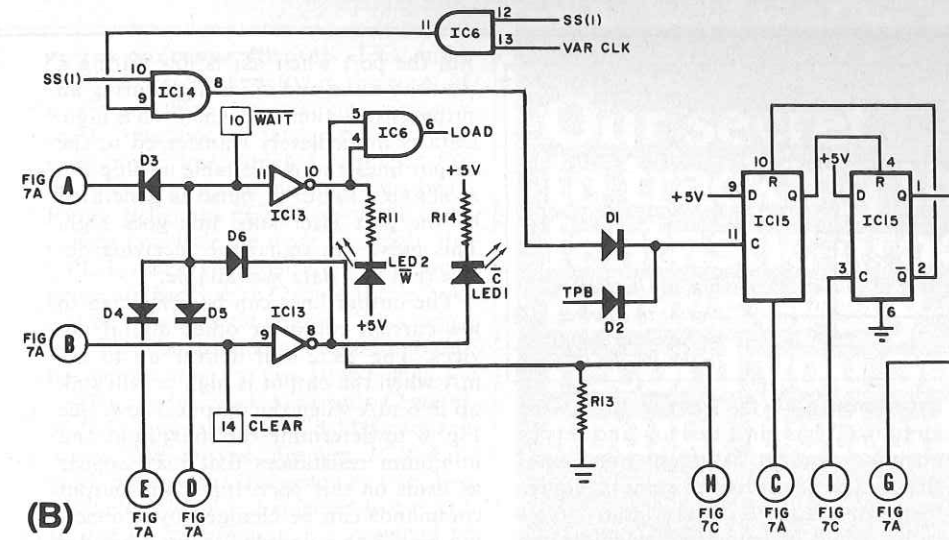 11
IC6
12
SS(1)
13
VAR CLK
SS(1)
10
9
IC14
8
10
WAIT
5
4
IC6
6
LOAD
FIG
7A
A
D3
11
10
IC13
+5V
R11
R14
D6
LED2
W
+5V
C
LED1
D4
D5
IC13
B
FIG
7A
9
8
14
CLEAR
D1
TPB
D2
+5V
9
D
10
R
Q
IC15
11
C
+5V
4
D
R
Q
1
IC15
3
C
Q
2
6
R13
E
FIG
7A
D
FIG
7A
H
FIG
7C
C
FIG
7A
I
FIG
7C
G
FIG
7A
(B)